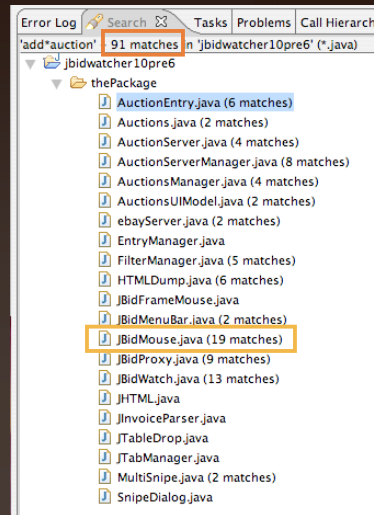 Error Log Search Tasks Problems Call Hierarch
'add*auction' - 91 matches in 'jbidwatcher10pre6' (*.java)
jbidwatcher10pre6
thePackage
AuctionEntry.java (6 matches)
Auctions.java (2 matches)
AuctionServer.java (4 matches)
AuctionServerManager.java (8 matches)
AuctionsManager.java (4 matches)
AuctionsUIModel.java (2 matches)
ebayServer.java (2 matches)
EntryManager.java
FilterManager.java (5 matches)
HTMLDump.java (6 matches)
JBidFrameMouse.java
JBidMenuBar.java (2 matches)
JBidMouse.java (19 matches)
JBidProxy.java (9 matches)
JBidWatch.java (13 matches)
JHTML.java
JInvoiceParser.java
JTableDrop.java
JTabManager.java
MultiSnipe.java (2 matches)
SnipeDialog.java